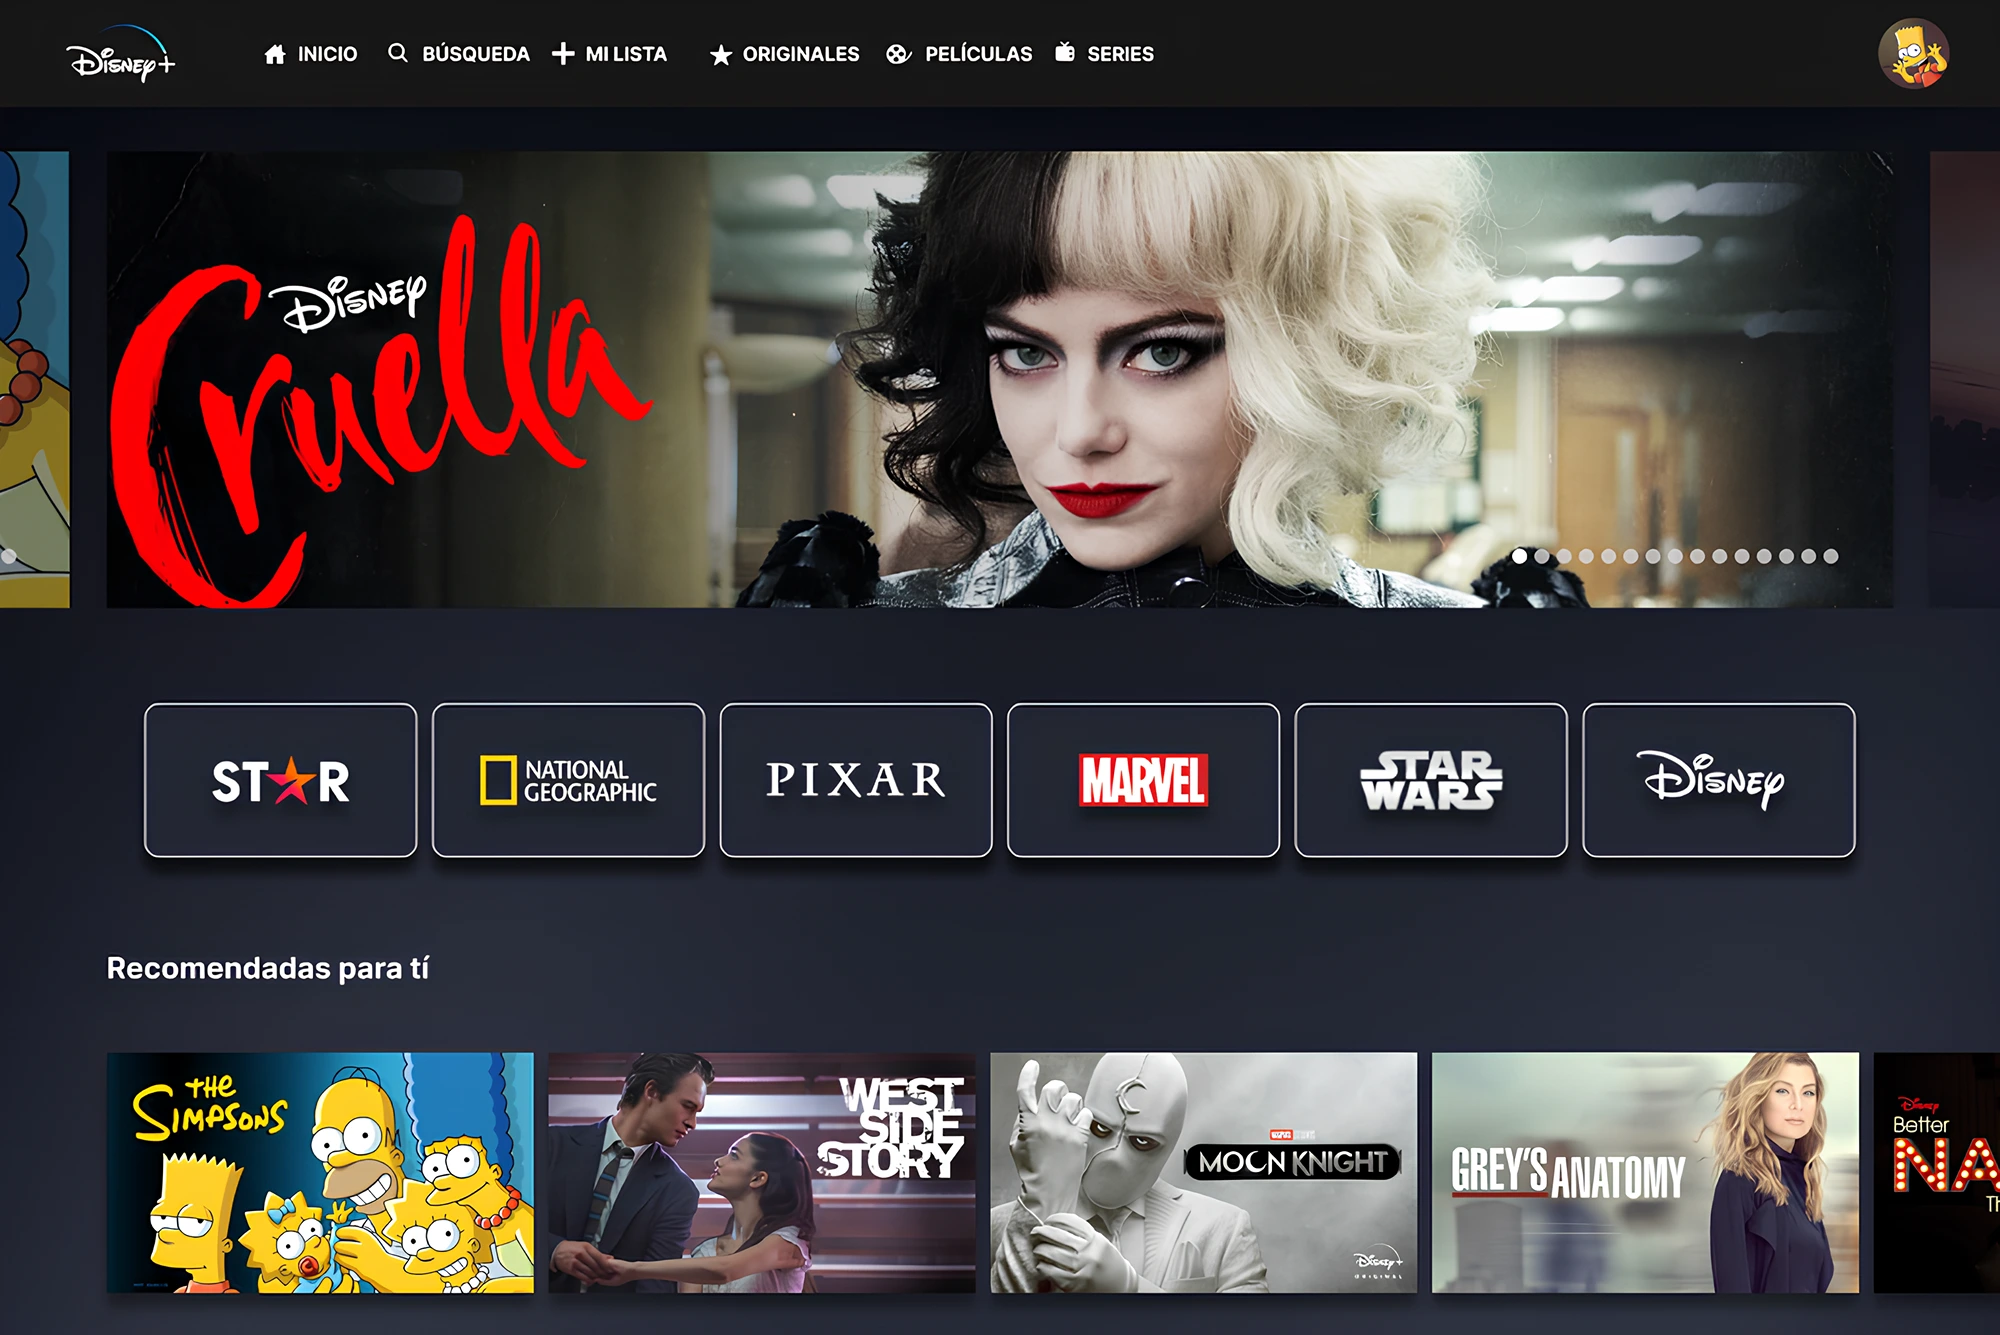 Disney+
INICIO
BÚSQUEDA
MI LISTA
ORIGINALES
PELÍCULAS
SERIES
Disney
Cruella
STAR
NATIONAL
GEOGRAPHIC
PIXAR
MARVEL
STAR
WARS
Disney
Recomendadas para tí
THE
SIMPSONS
WEST
SIDE
STORY
MARVEL
MOON KNIGHT
Disney+
ORIGINAL
GREY'S ANATOMY
Disney
Better
NA
Th